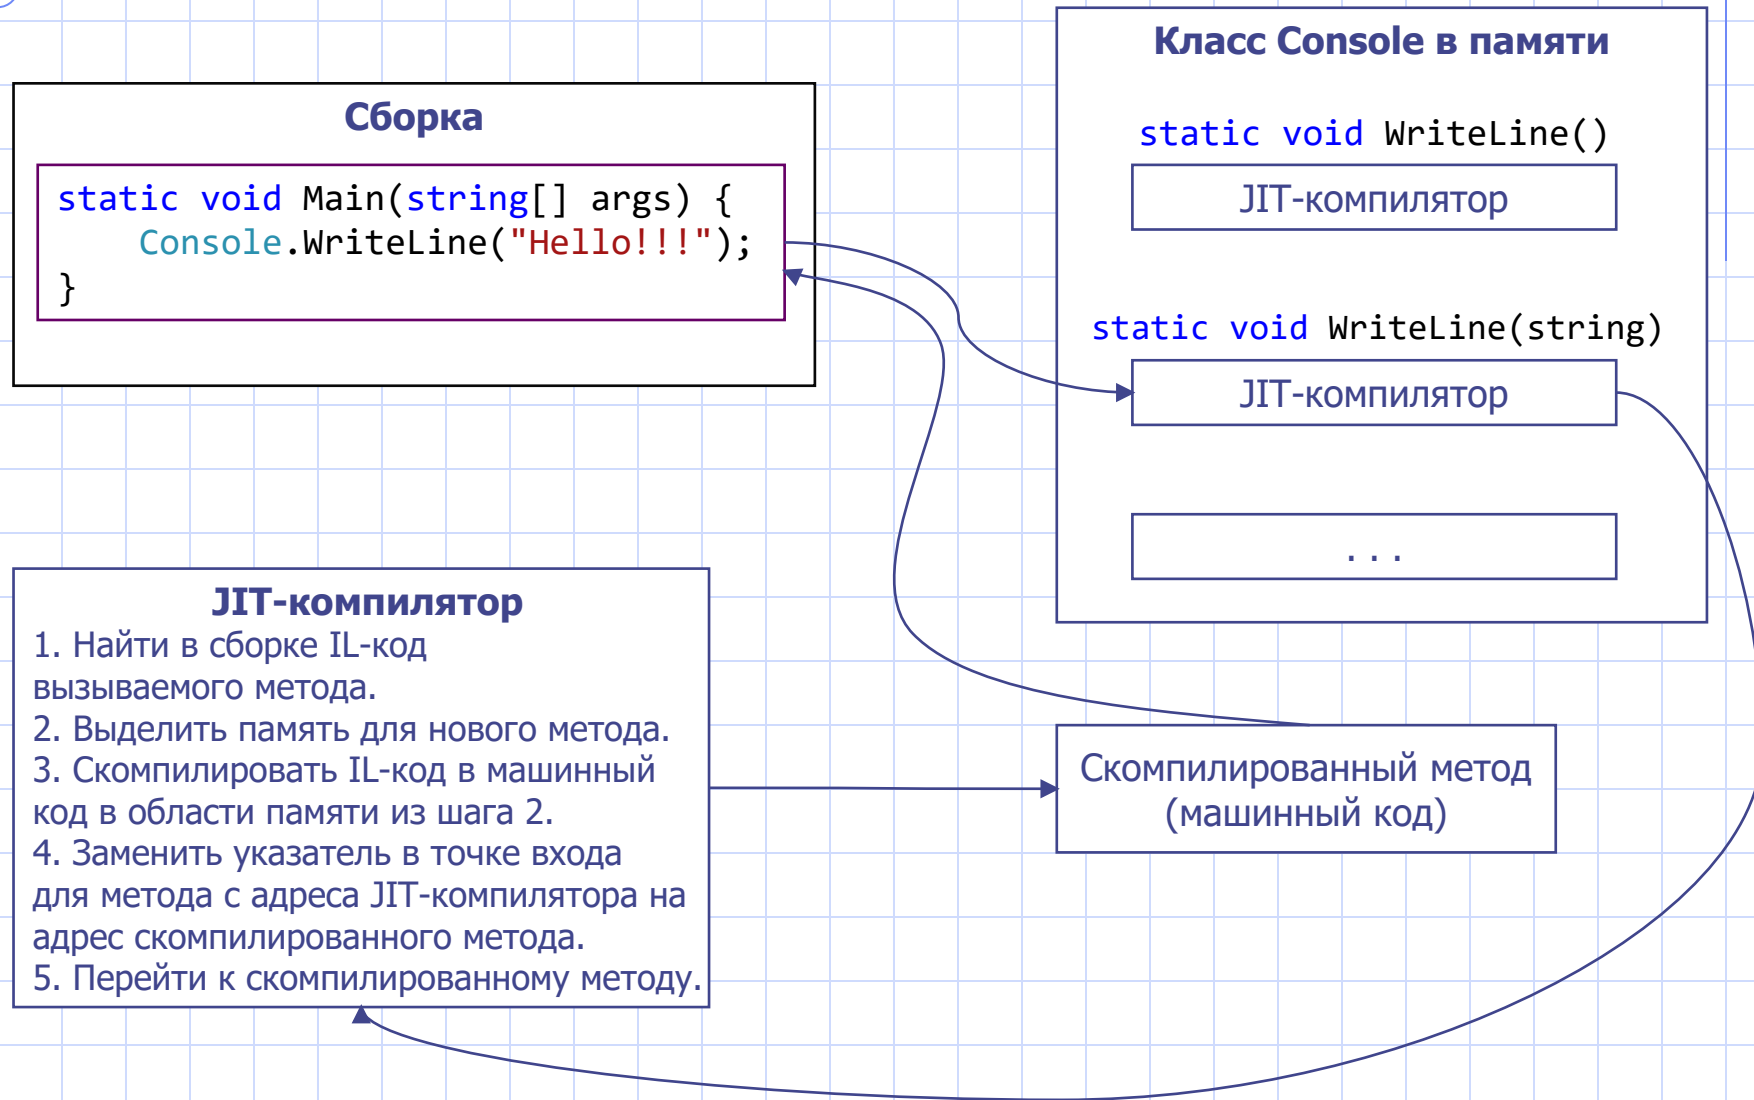 Сборка
static void Main(string[] args) {
    Console.WriteLine("Hello!!!");
}
Класс Console в памяти
static void WriteLine()
JIT-компилятор
static void WriteLine(string)
JIT-компилятор
. . .
JIT-компилятор
1. Найти в сборке IL-код
вызываемого метода.
2. Выделить память для нового метода.
3. Скомпилировать IL-код в машинный
код в области памяти из шага 2.
4. Заменить указатель в точке входа
для метода с адреса JIT-компилятора на
адрес скомпилированного метода.
5. Перейти к скомпилированному методу.
Скомпилированный метод
(машинный код)